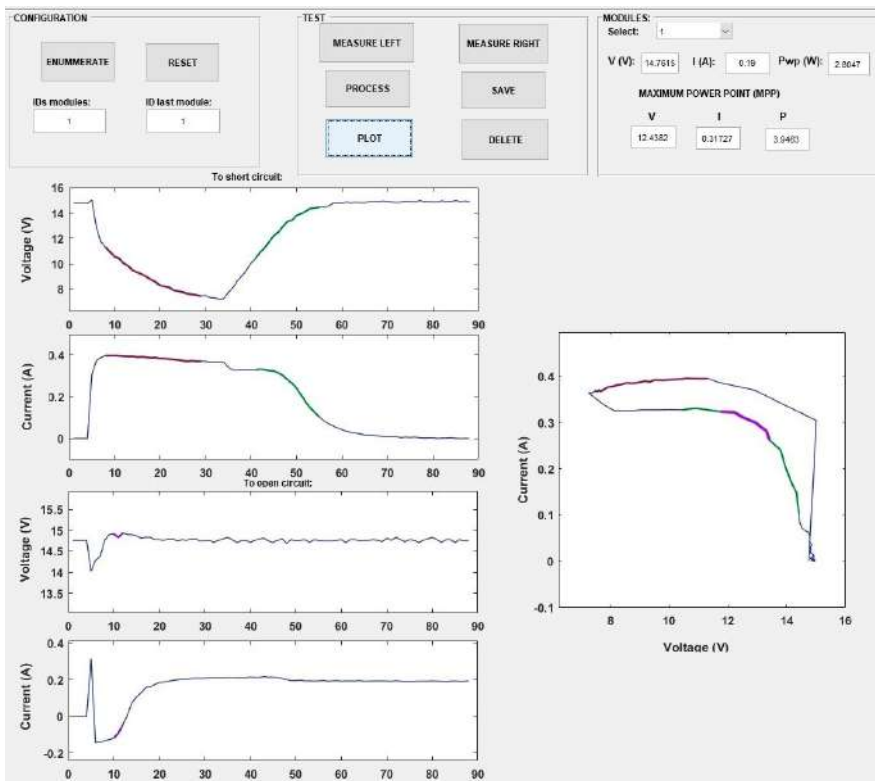 CONFIGURATION
ENUMMERATE
RESET
IDs modules:
ID last module:
1
1
TEST
MEASURE LEFT
MEASURE RIGHT
PROCESS
SAVE
PLOT
DELETE
MODULES:
Select:
1
V (V):
14.7615
I (A):
0.19
Pwp (W):
2.8047
MAXIMUM POWER POINT (MPP)
V
I
P
12.4382
0.31727
3.9463
To short circuit:
Voltage (V)
16
14
12
10
8
0 10 20 30 40 50 60 70 80 90
Current (A)
0.4
0.2
0
0 10 20 30 40 50 60 70 80 90
To open circuit:
Voltage (V)
15.5
15
14.5
14
13.5
0 10 20 30 40 50 60 70 80 90
Current (A)
0.4
0.2
0
-0.2
0 10 20 30 40 50 60 70 80 90
Current (A)
0.4
0.3
0.2
0.1
0
-0.1
8 10 12 14 16
Voltage (V)